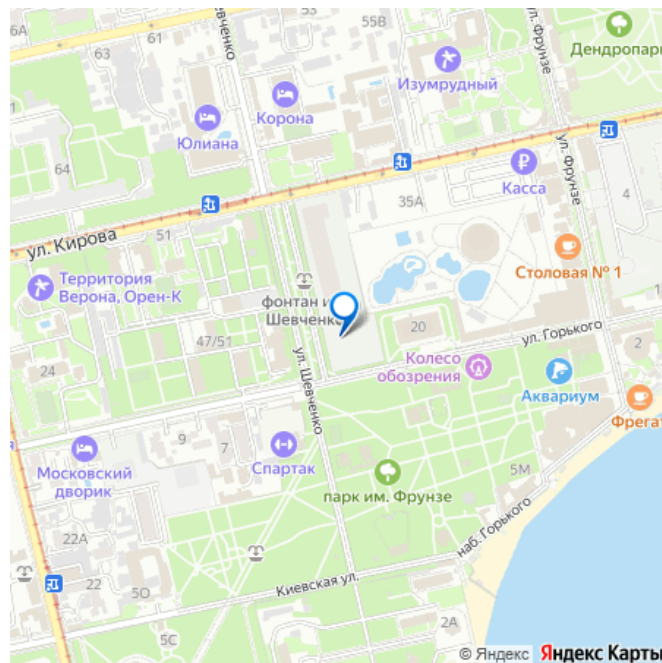 53
55В
ул. Фрунзе
Дендропарк
63
61
Шевченко
Изумрудный
Корона
Юлиана
64
ул. Фрунзе
Касса
4
35А
ул. Кирова
51
Столовая № 1
Территория
Верона, Орен-К
фонтан и
Шевченко
20
ул. Горького
47/51
24
ул. Шевченко
Колесо
обозрения
2
Аквариум
Фрегат
9
7
Московский
дворик
Спартак
5М
парк им. Фрунзе
наб. Горького
22А
22
5О
Киевская ул.
2А
5С
© Яндекс Яндекс Карты